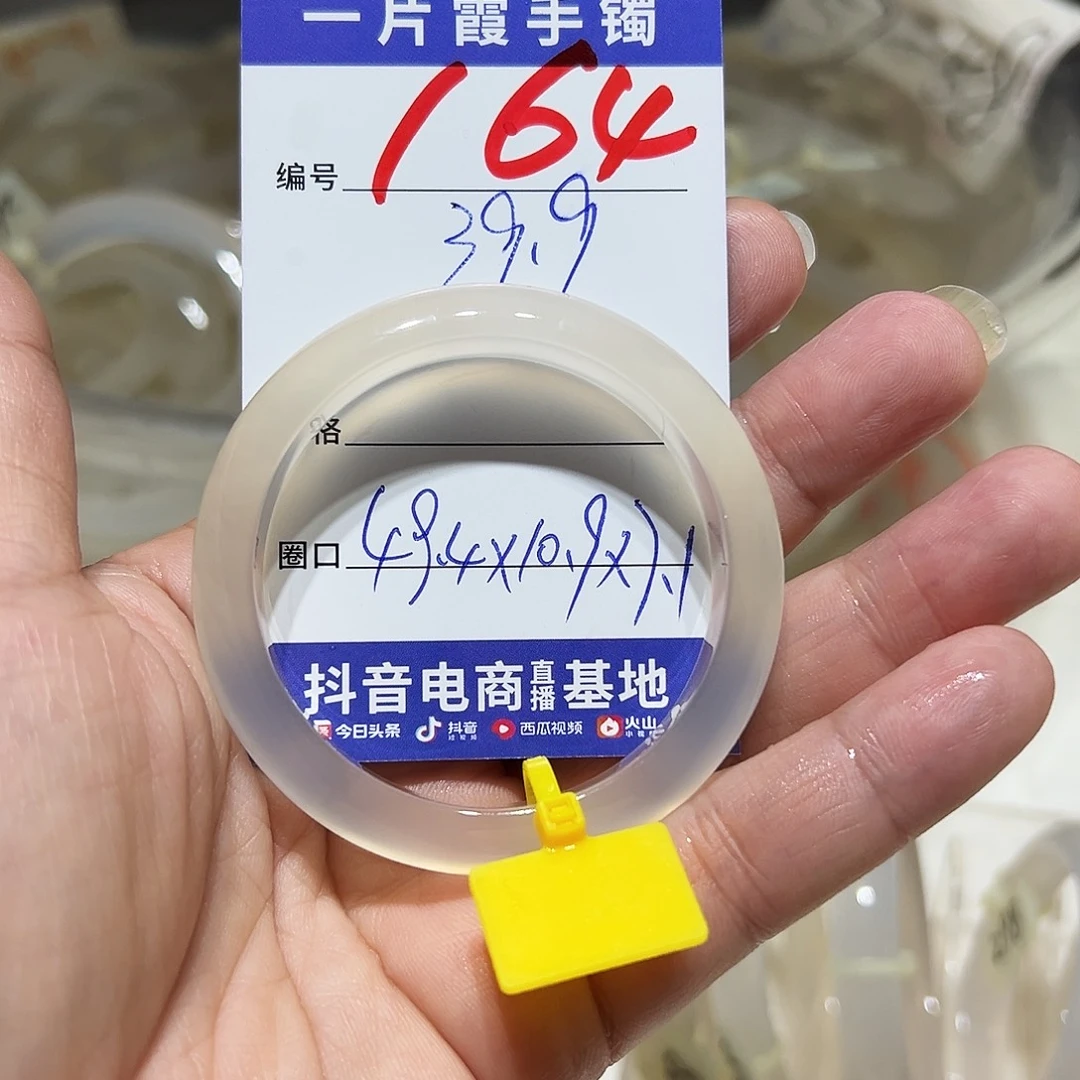 一片霞手镯
编号 164
39.9
格
圈口 49.4x10.9x7.1
抖音电商直播基地
今日头条 抖音 西瓜视频 火山